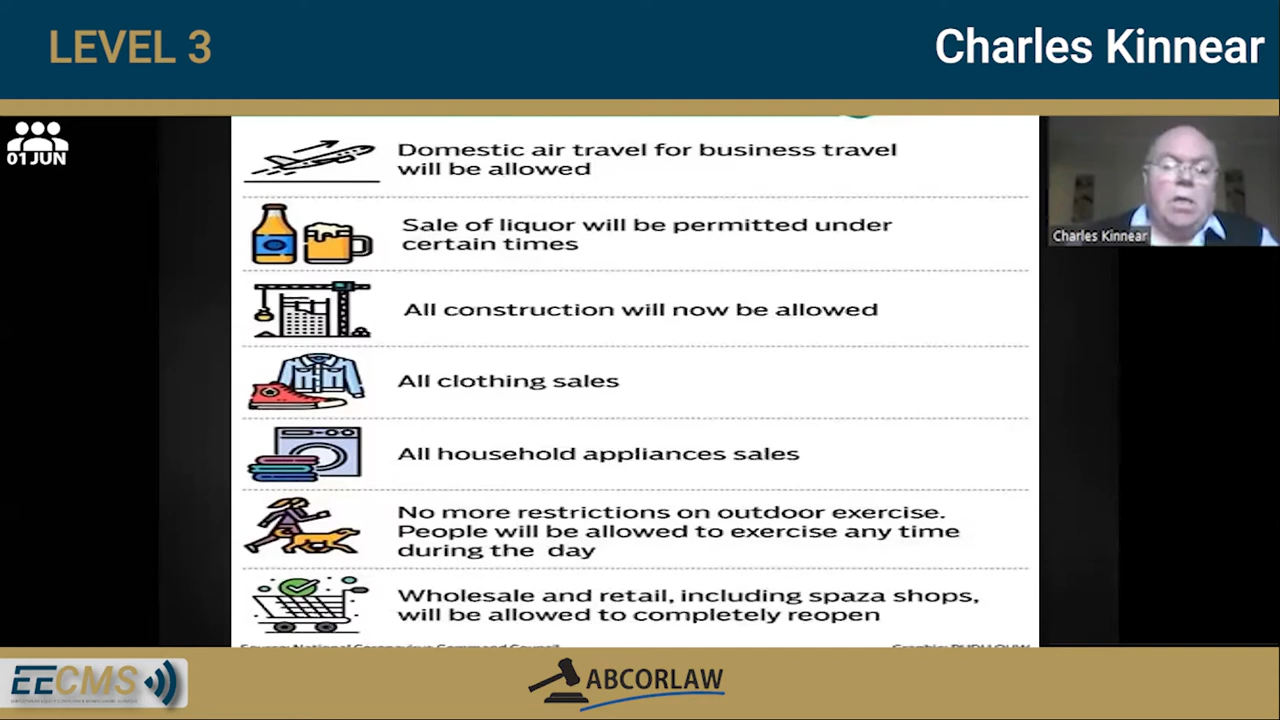 LEVEL 3
Charles Kinnear
01 JUN
Domestic air travel for business travel
will be allowed
Charles Kinnear
Sale of liquor will be permitted under
certain times
All construction will now be allowed
All clothing sales
All household appliances sales
No more restrictions on outdoor exercise.
People will be allowed to exercise any time
during the day
Wholesale and retail, including spaza shops,
will be allowed to completely reopen
EECMS
ABCORLAW